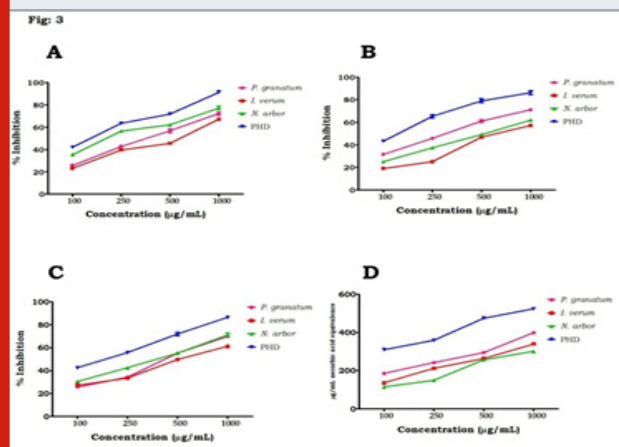 Fig: 3
A
% Inhibition
100
80
60
40
20
0
100 250 500 1000
Concentration (µg/mL)
P. granatum
I. verum
N. arbor
PHD
B
% Inhibition
100
80
60
40
20
0
100 250 500 1000
Concentration (µg/mL)
P. granatum
I. verum
N. arbor
PHD
C
% Inhibition
100
80
60
40
20
0
100 250 500 1000
Concentration (µg/mL)
P. granatum
I. verum
N. arbor
PHD
D
µg/mL ascorbic acid equivalence
600
400
200
0
100 250 500 1000
Concentration (µg/mL)
P. granatum
I. verum
N. arbor
PHD